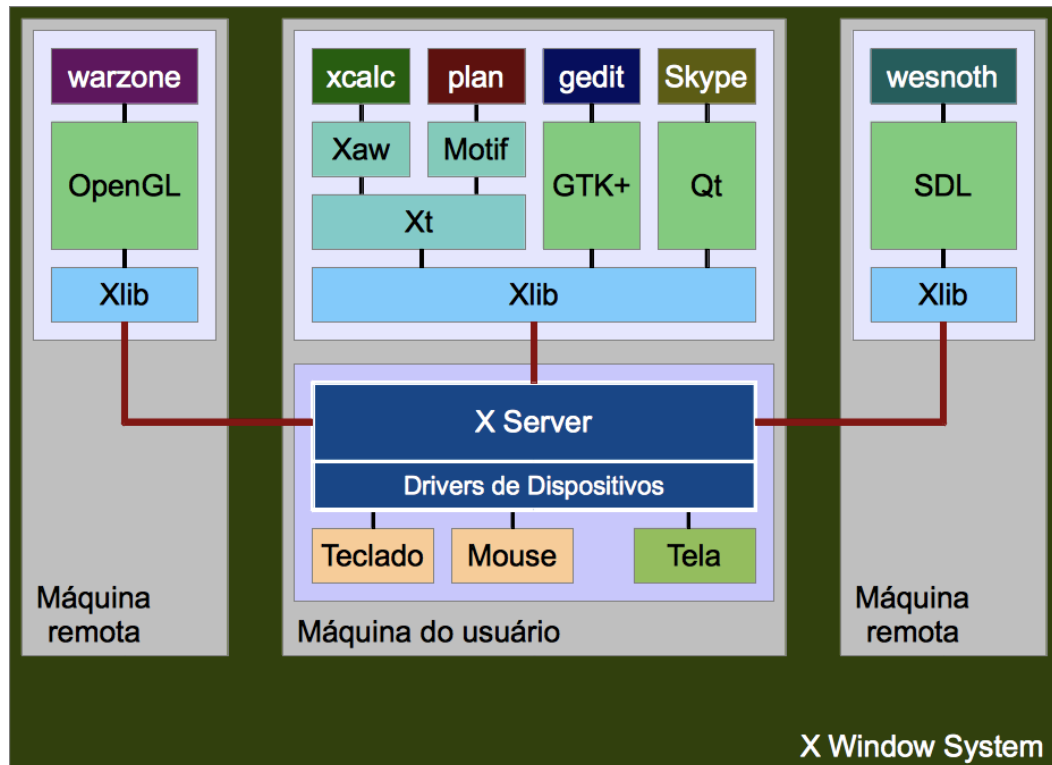 warzone
OpenGL
Xlib
Máquina
remota
xcalc
plan
gedit
Skype
Xaw
Motif
GTK+
Qt
Xt
Xlib
X Server
Drivers de Dispositivos
Teclado
Mouse
Tela
Máquina do usuário
wesnoth
SDL
Xlib
Máquina
remota
X Window System